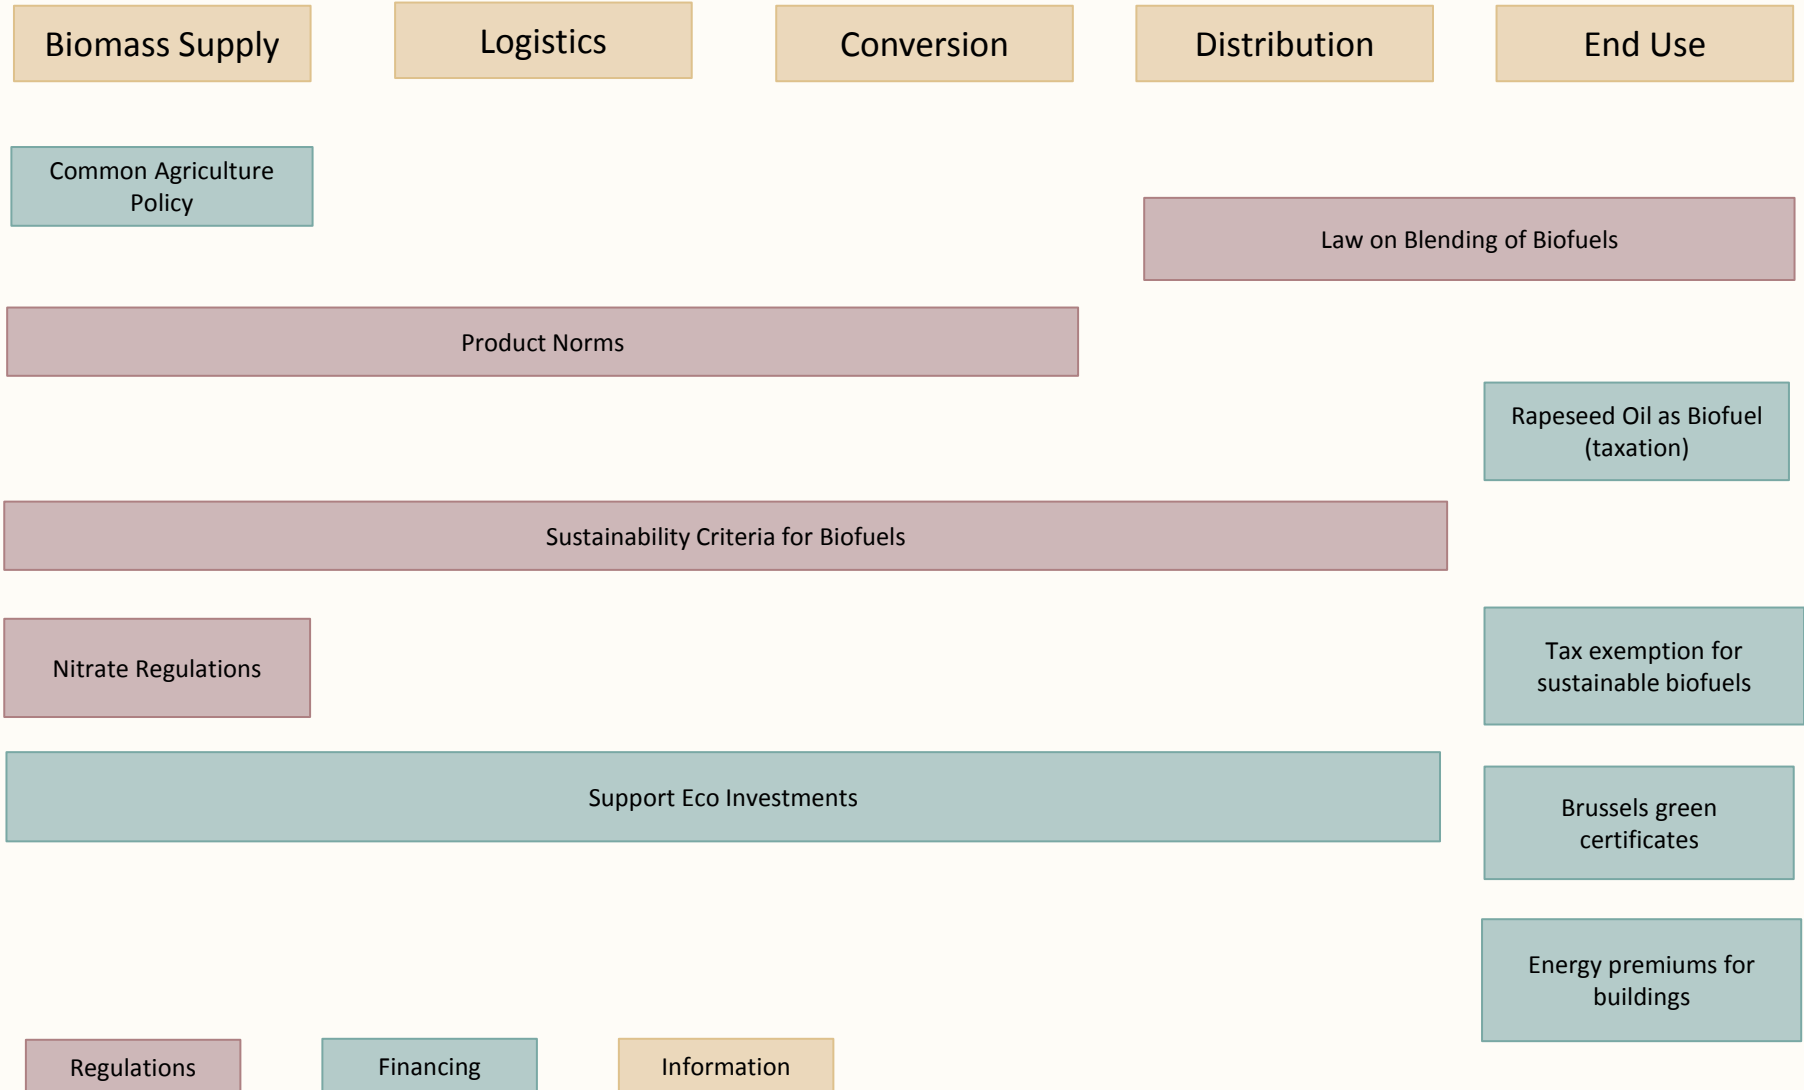 Biomass Supply
Logistics
Conversion
Distribution
End Use
Common Agriculture
Policy
Law on Blending of Biofuels
Product Norms
Rapeseed Oil as Biofuel
(taxation)
Sustainability Criteria for Biofuels
Nitrate Regulations
Tax exemption for
sustainable biofuels
Support Eco Investments
Brussels green
certificates
Energy premiums for
buildings
Regulations
Financing
Information